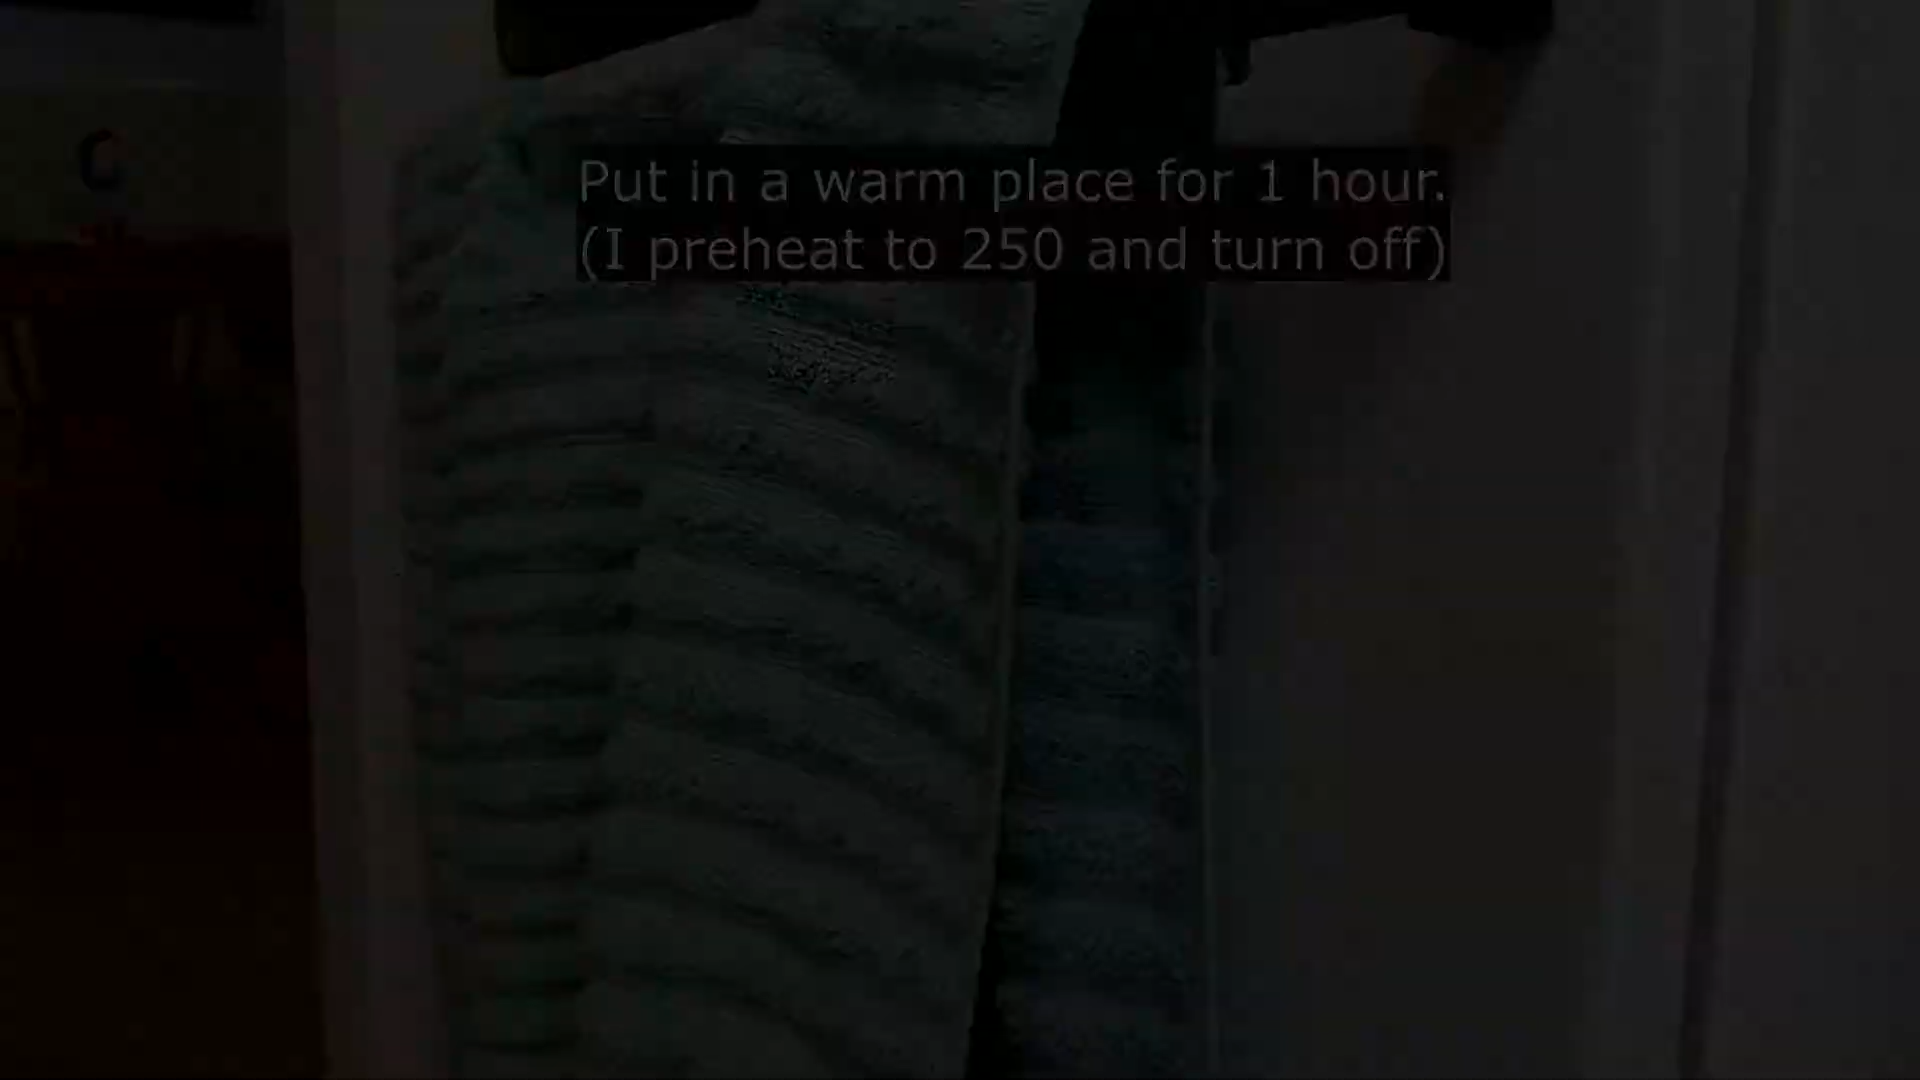 Put in a warm place for 1 hour.
(I preheat to 250 and turn off)